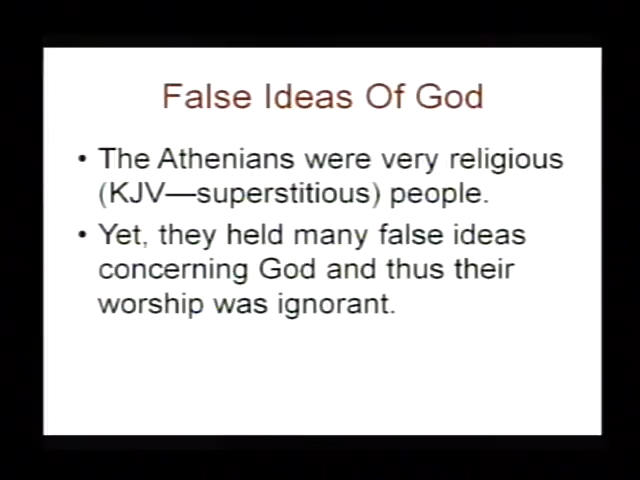 False Ideas Of God
• The Athenians were very religious
(KJV—superstitious) people.
• Yet, they held many false ideas
concerning God and thus their
worship was ignorant.